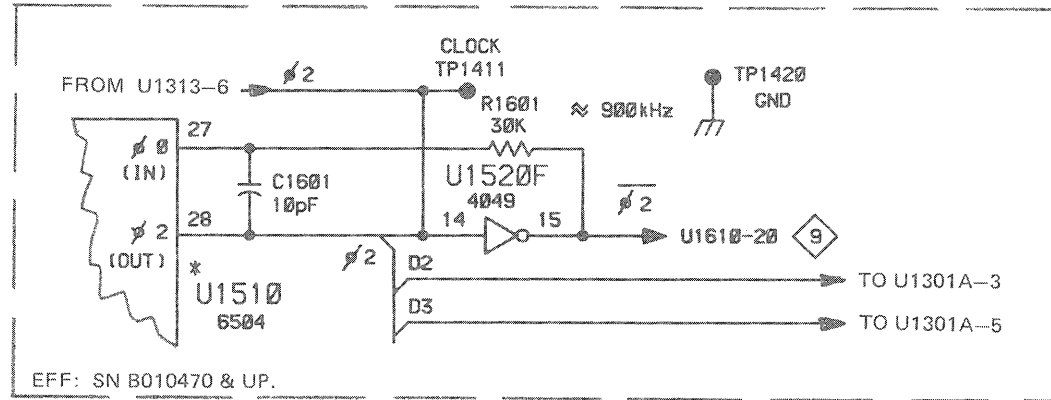 CLOCK
TP1411
FROM U1313–6
ϕ 2
TP1420
GND
R1601
30K
≈ 900kHz
27
ϕ 0
(IN)
C1601
10pF
U1520F
4049
28
ϕ 2
(OUT)
14
15
ϕ 2
U1610-20
9
ϕ 2
*
U1510
6504
D2
TO U1301A–3
D3
TO U1301A–5
EFF: SN B010470 & UP.